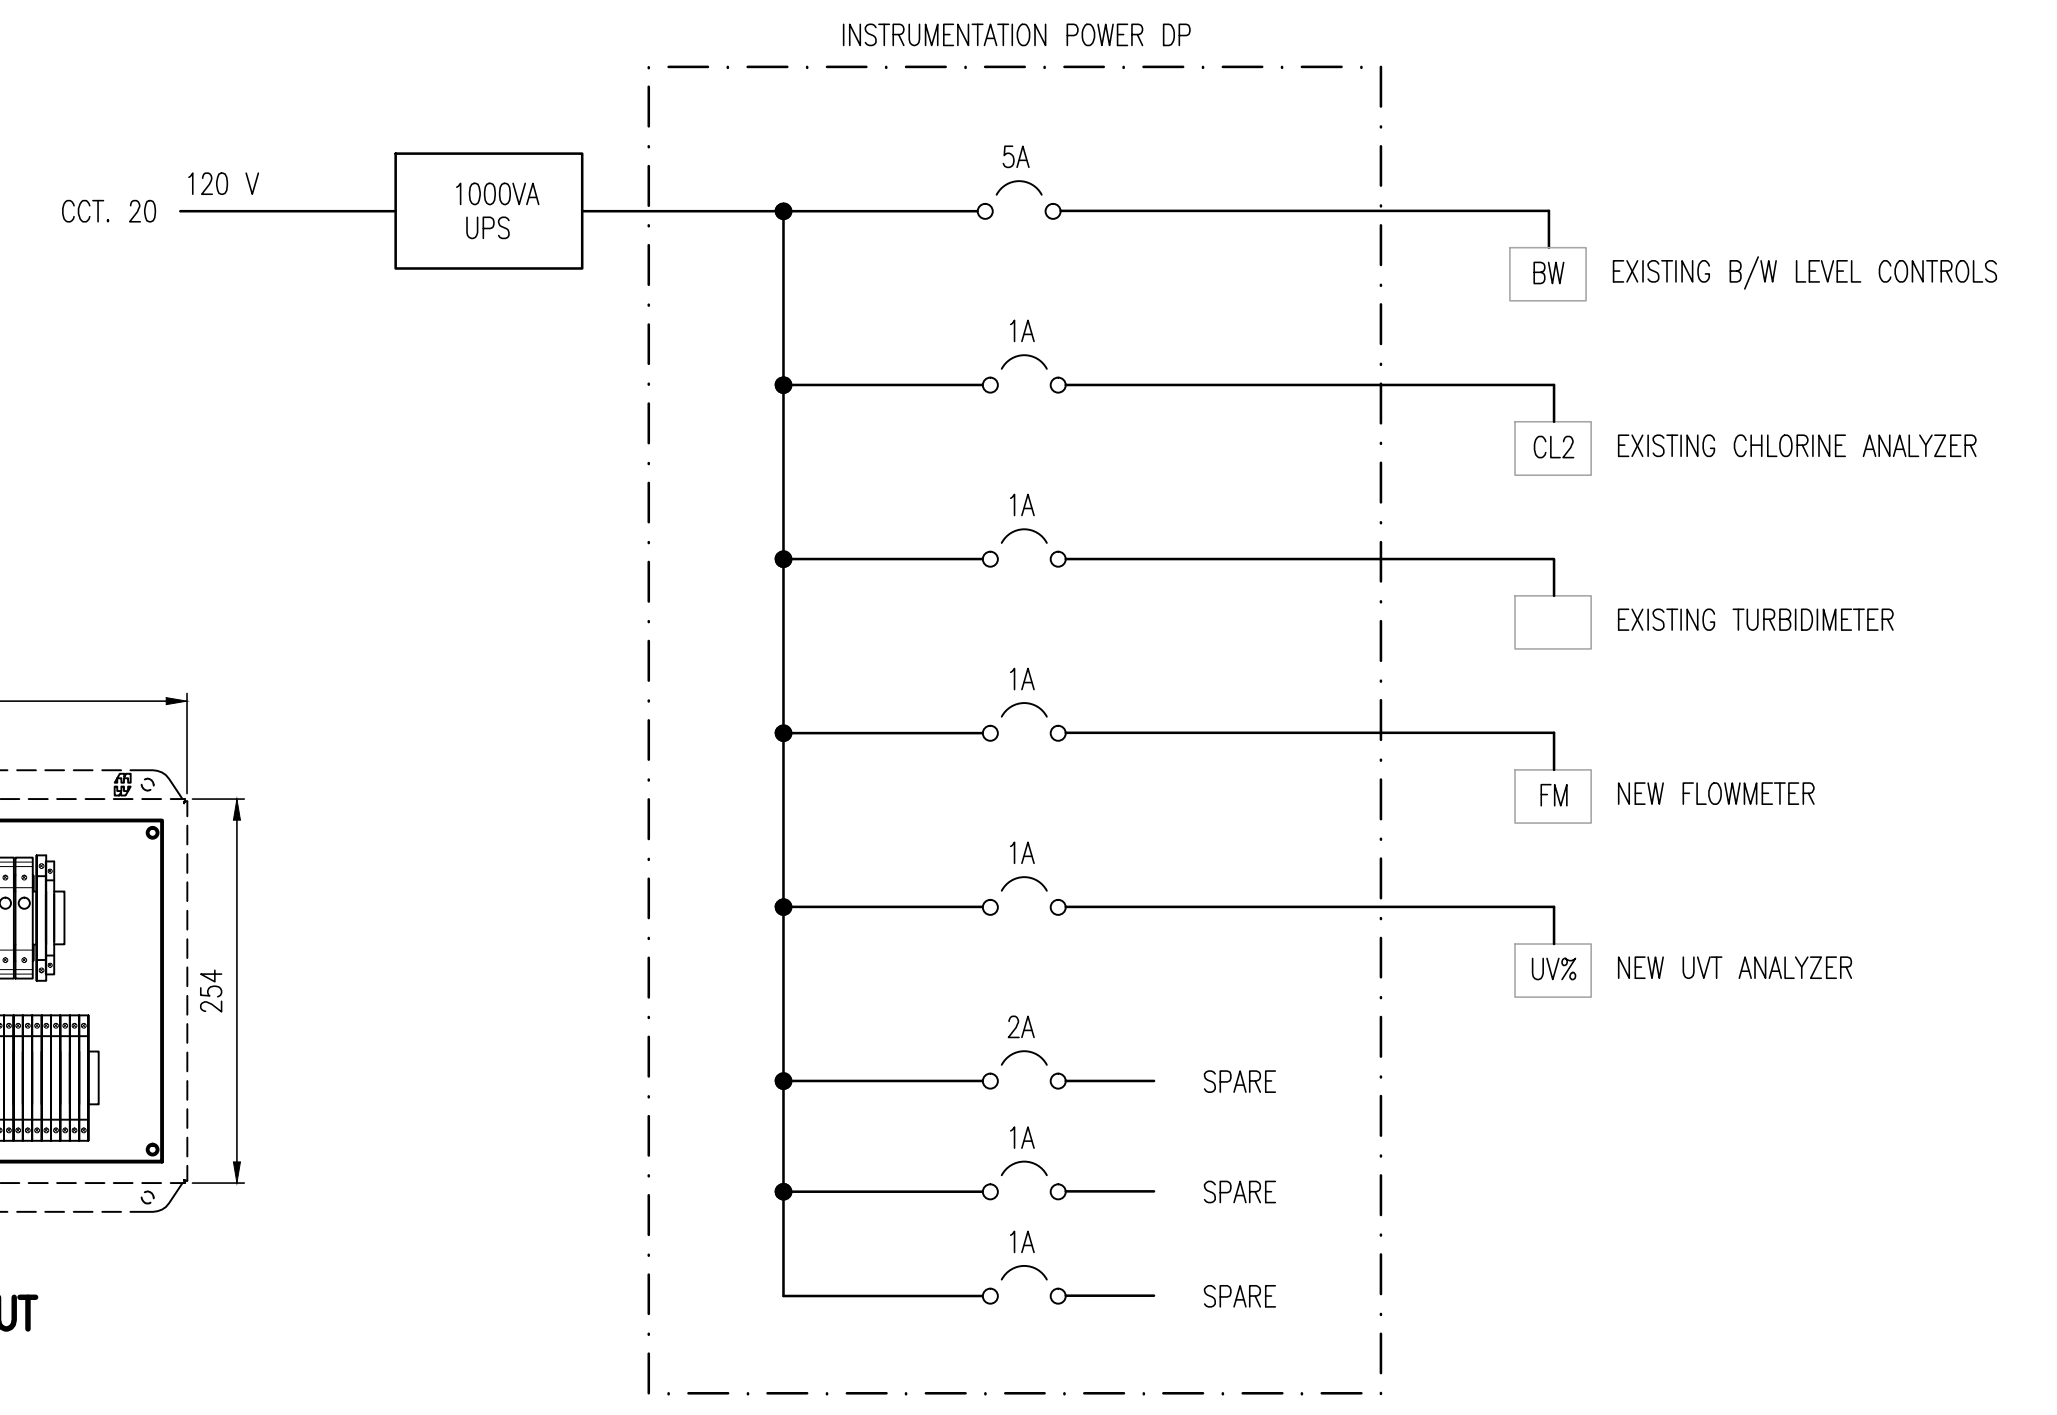 INSTRUMENTATION POWER DP
5A
120 V
CCT. 20
1000VA
UPS
BW
EXISTING B/W LEVEL CONTROLS
1A
CL2
EXISTING CHLORINE ANALYZER
1A
EXISTING TURBIDIMETER
1A
FM
NEW FLOWMETER
1A
UV%
NEW UVT ANALYZER
254
2A
SPARE
1A
SPARE
1A
SPARE
UT